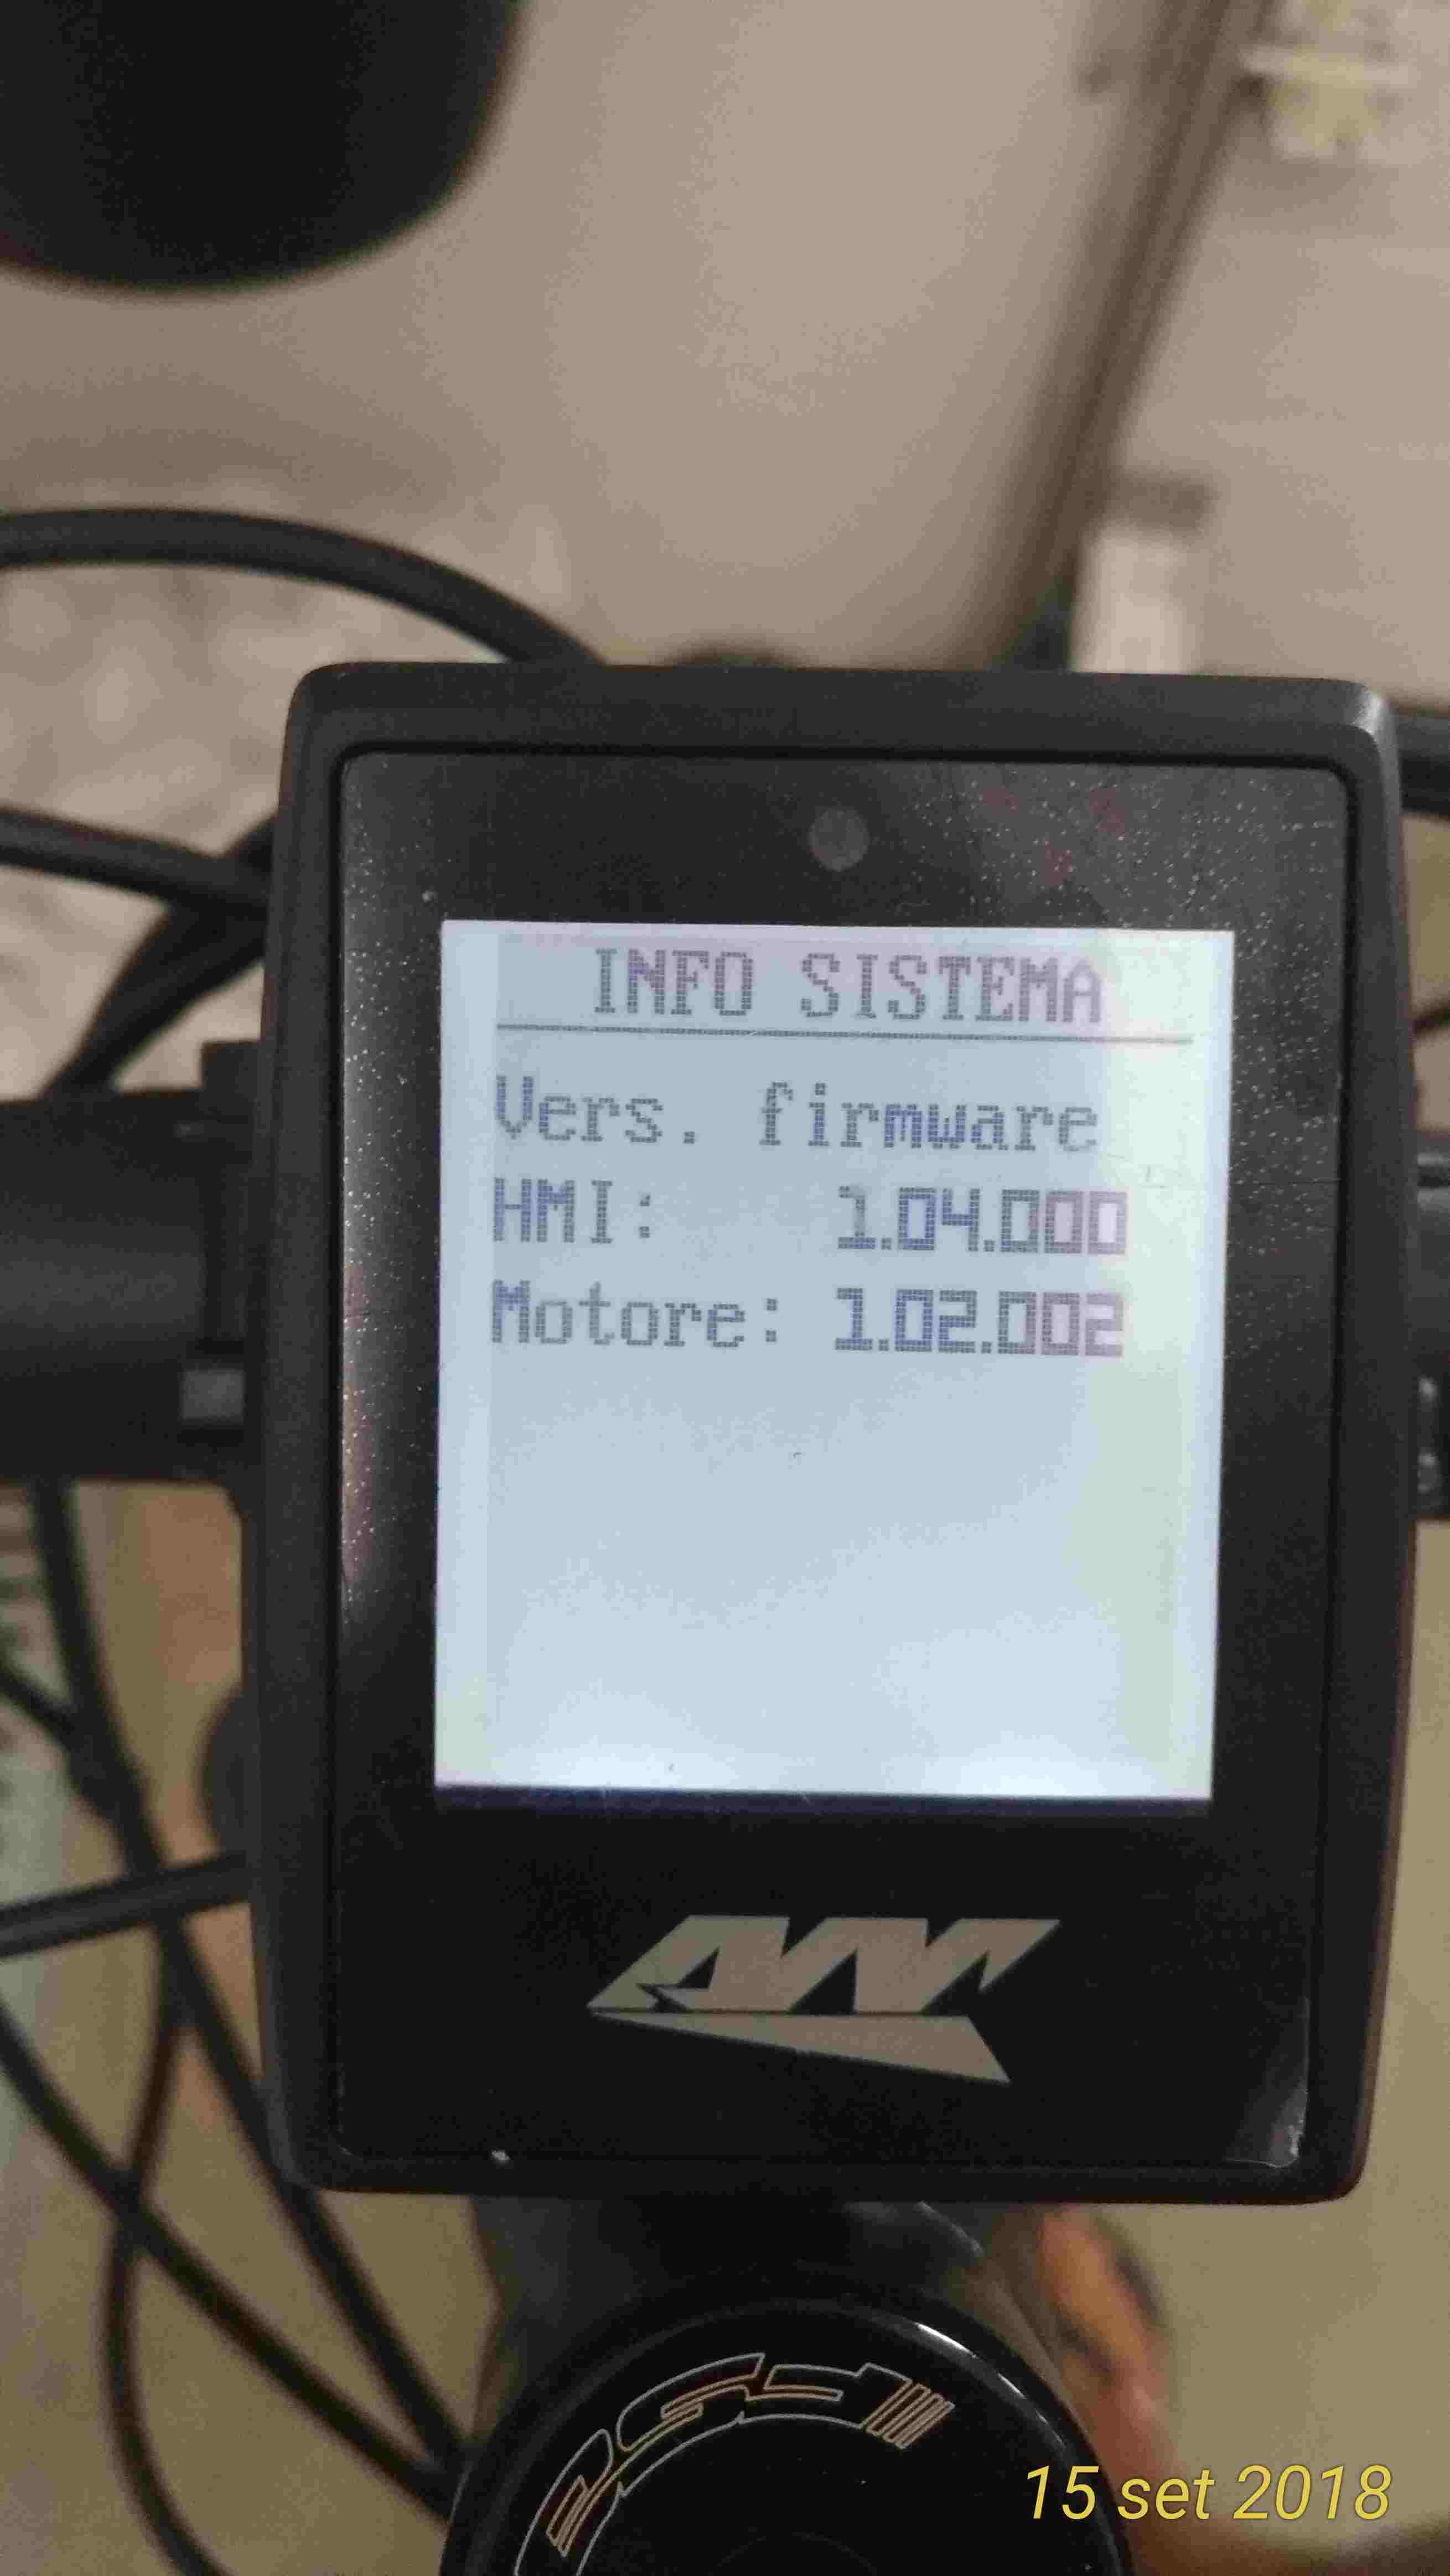 INFO SISTEMA
Vers. firmware
HMI: 1.04.000
Motore: 1.02.002
15 set 2018